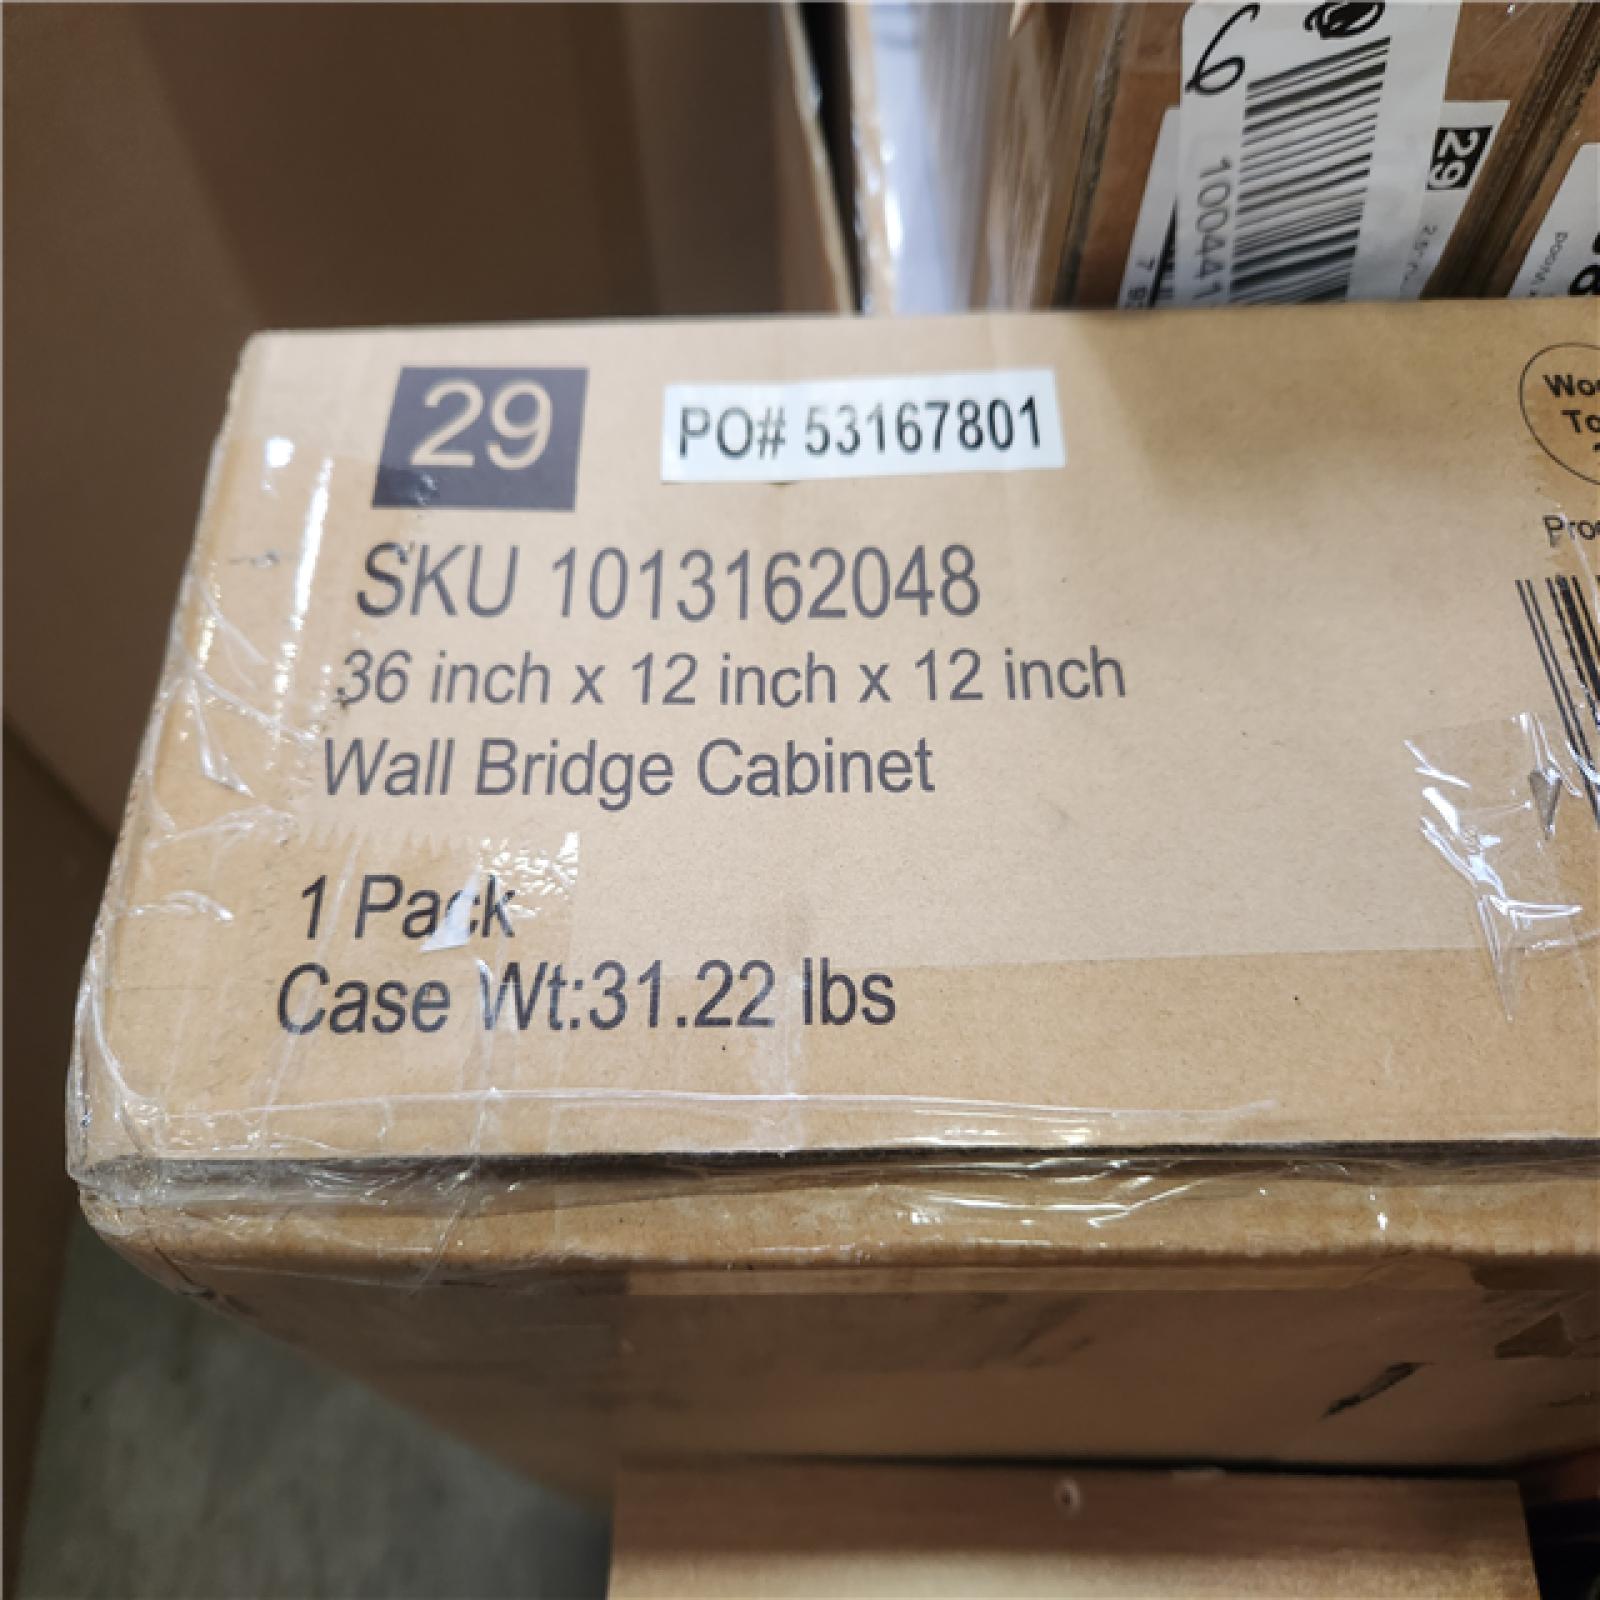 29
PO# 53167801
SKU 1013162048
36 inch x 12 inch x 12 inch
Wall Bridge Cabinet
1 Pack
Case Wt:31.22 lbs
29